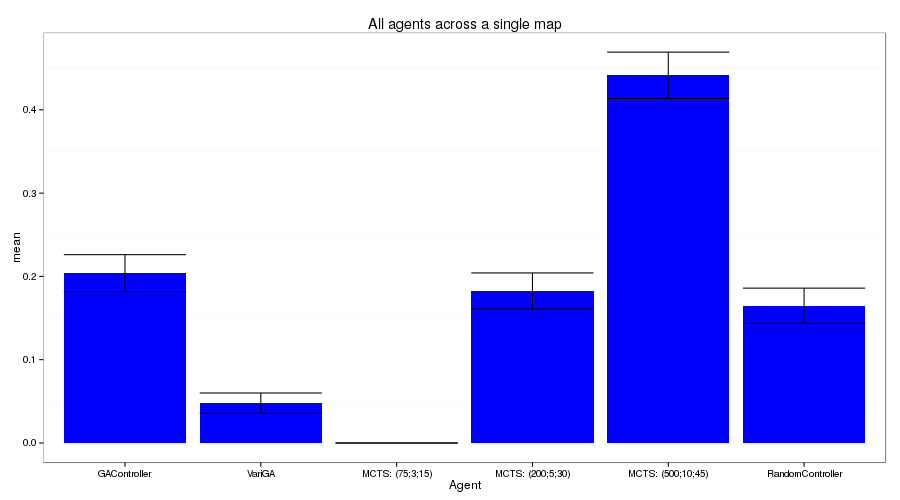 All agents across a single map
mean
0.4
0.3
0.2
0.1
0.0
GAController VariGA MCTS: (75;3;15) MCTS: (200;5;30) MCTS: (500;10;45) RandomController
Agent